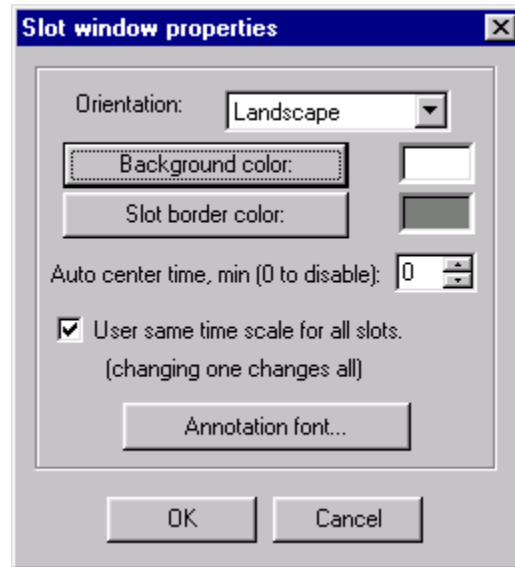 Slot window properties
Orientation: Landscape
Background color:
Slot border color:
Auto center time, min (0 to disable): 0
User same time scale for all slots.
(changing one changes all)
Annotation font...
OK Cancel